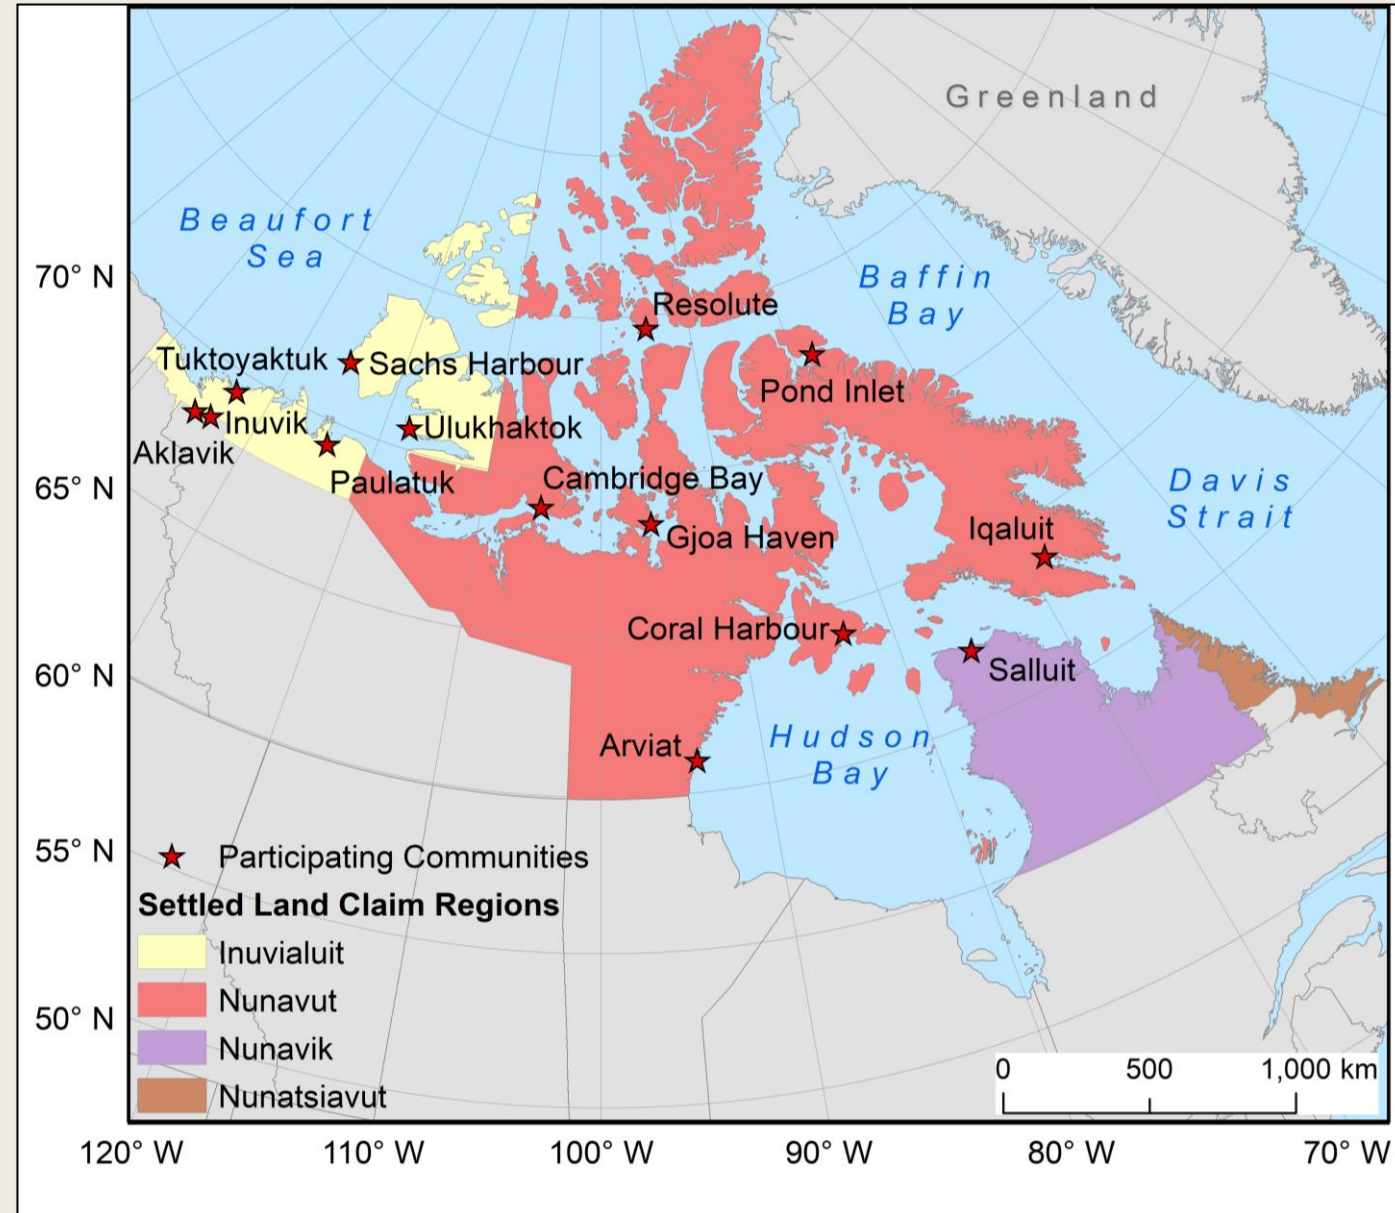 Greenland
Beaufort
Sea
70° N
Baffin
Bay
Resolute
Tuktoyaktuk
Sachs Harbour
Pond Inlet
Inuvik
Ulukhaktok
Aklavik
Paulatuk
Cambridge Bay
65° N
Davis
Strait
Gjoa Haven
Iqaluit
Coral Harbour
60° N
Salluit
Arviat
Hudson
Bay
55° N
Participating Communities
Settled Land Claim Regions
Inuvialuit
Nunavut
50° N
Nunavik
Nunatsiavut
0 500 1,000 km
120° W 110° W 100° W 90° W 80° W 70° W